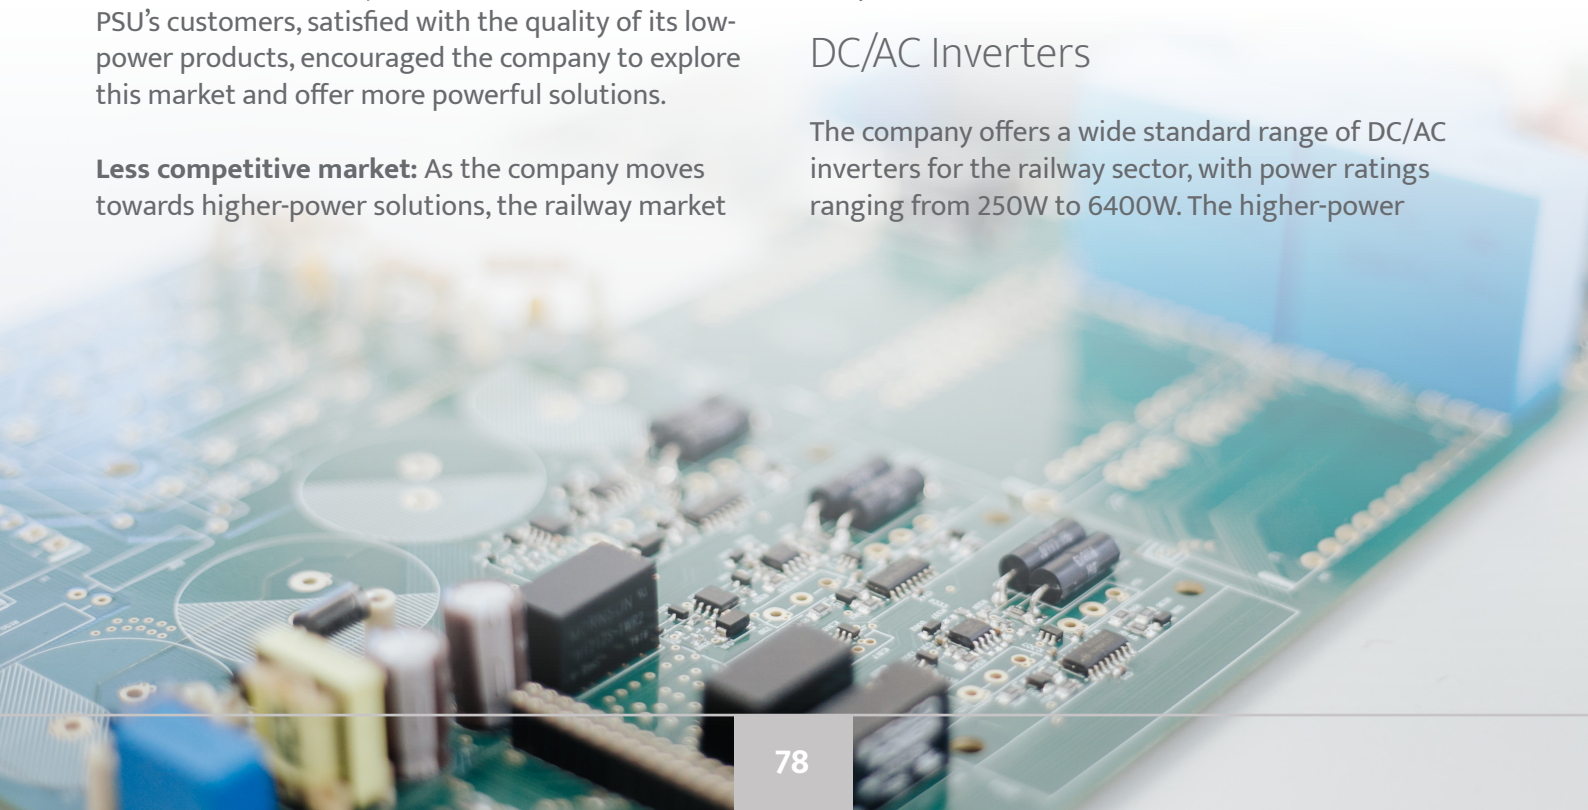 PSU’s customers, satisfied with the quality of its low-
power products, encouraged the company to explore
this market and offer more powerful solutions.
Less competitive market: As the company moves
towards higher-power solutions, the railway market
DC/AC Inverters
The company offers a wide standard range of DC/AC
inverters for the railway sector, with power ratings
ranging from 250W to 6400W. The higher-power
78